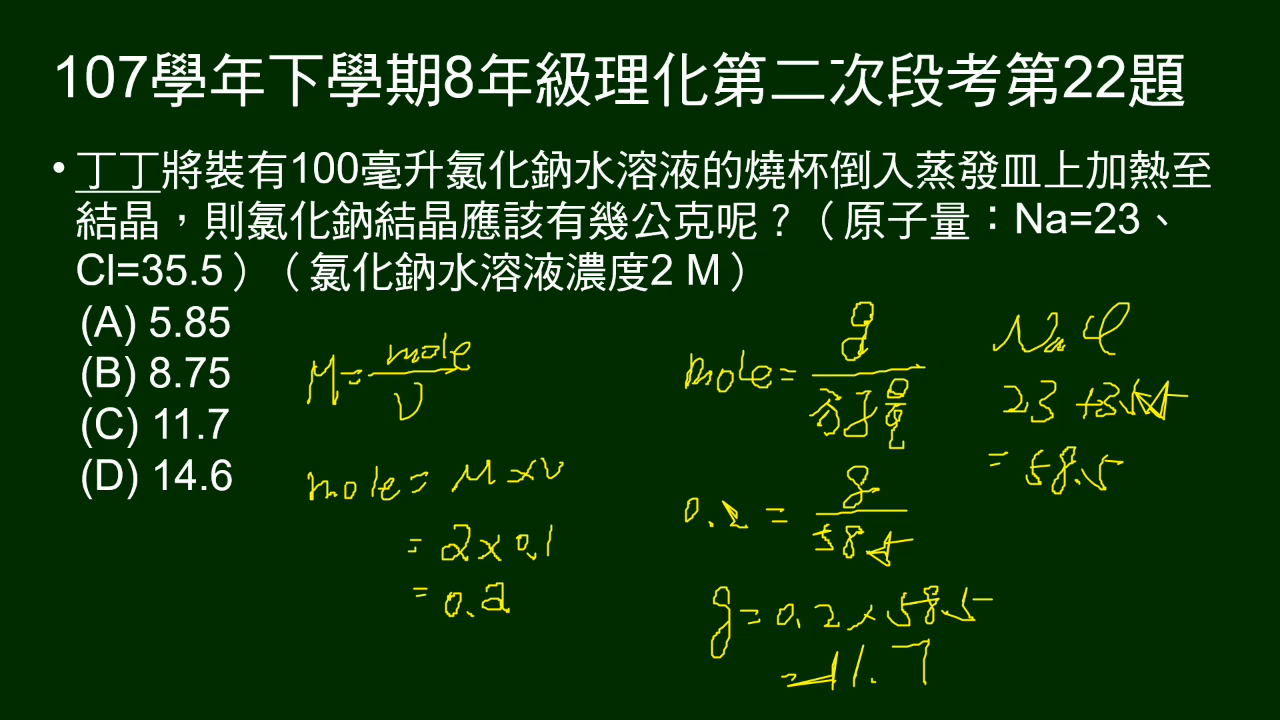 107學年下學期8年級理化第二次段考第22題
• 丁丁將裝有100毫升氯化鈉水溶液的燒杯倒入蒸發皿上加熱至
結晶，則氯化鈉結晶應該有幾公克呢？（原子量：Na=23、
Cl=35.5）（氯化鈉水溶液濃度2 M）
(A) 5.85
(B) 8.75
(C) 11.7
(D) 14.6
M = mole / V
mole = M × V
= 2 × 0.1
= 0.2
mole = g / 分子量
0.2 = g / 58.5
g = 0.2 × 58.5
= 11.7
NaCl
23 + 35.5
= 58.5